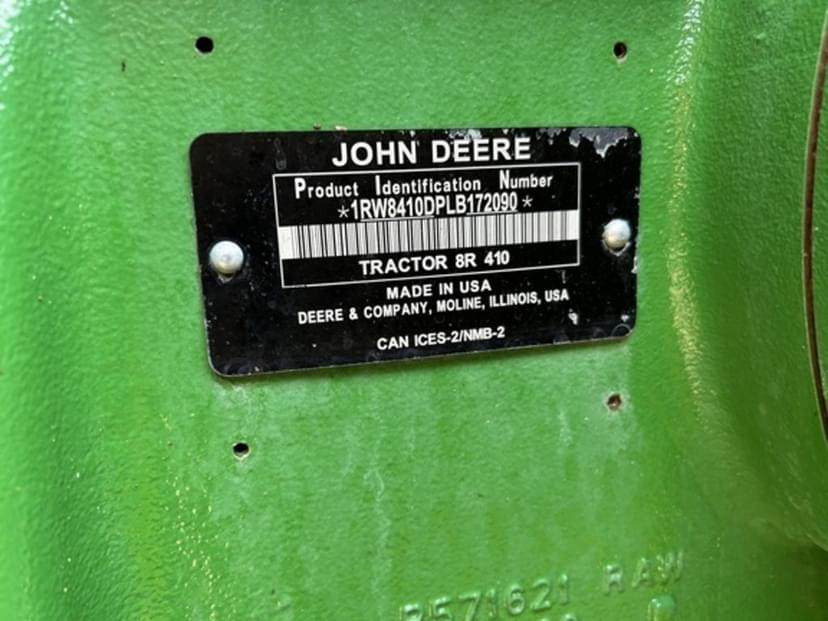 JOHN DEERE
Product Identification Number
*1RW8410DPLB172090*
TRACTOR 8R 410
MADE IN USA
DEERE & COMPANY, MOLINE, ILLINOIS, USA
CAN ICES-2/NMB-2
R571621 RAW